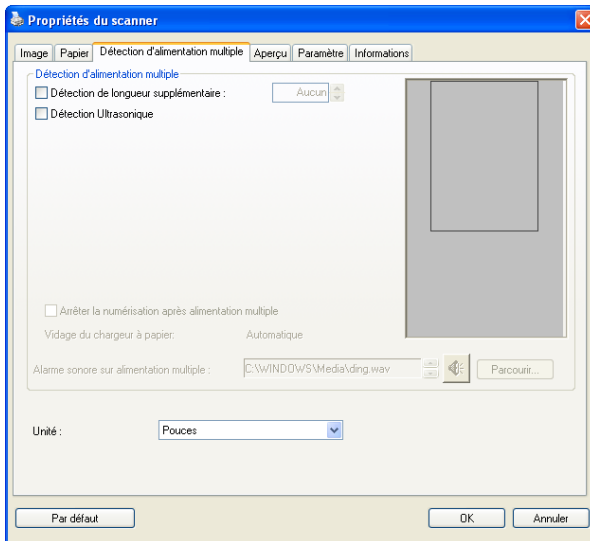 Propriétés du scanner
Image Papier Détection d'alimentation multiple Aperçu Paramètre Informations
Détection d'alimentation multiple
Détection de longueur supplémentaire : Aucun
Détection Ultrasonique
Arrêter la numérisation après alimentation multiple
Vidage du chargeur à papier: Automatique
Alarme sonore sur alimentation multiple : C:\WINDOWS\Media\ding.wav Parcourir...
Unité : Pouces
Par défaut OK Annuler